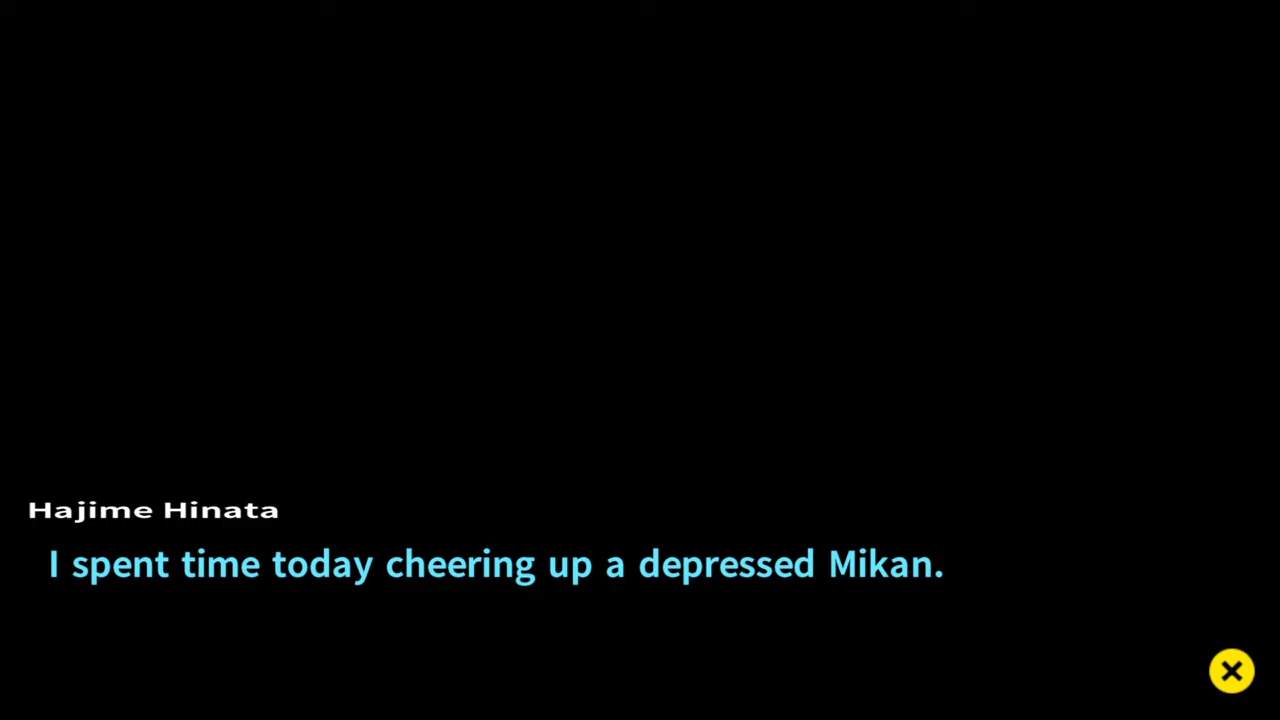 Hajime Hinata
I spent time today cheering up a depressed Mikan.